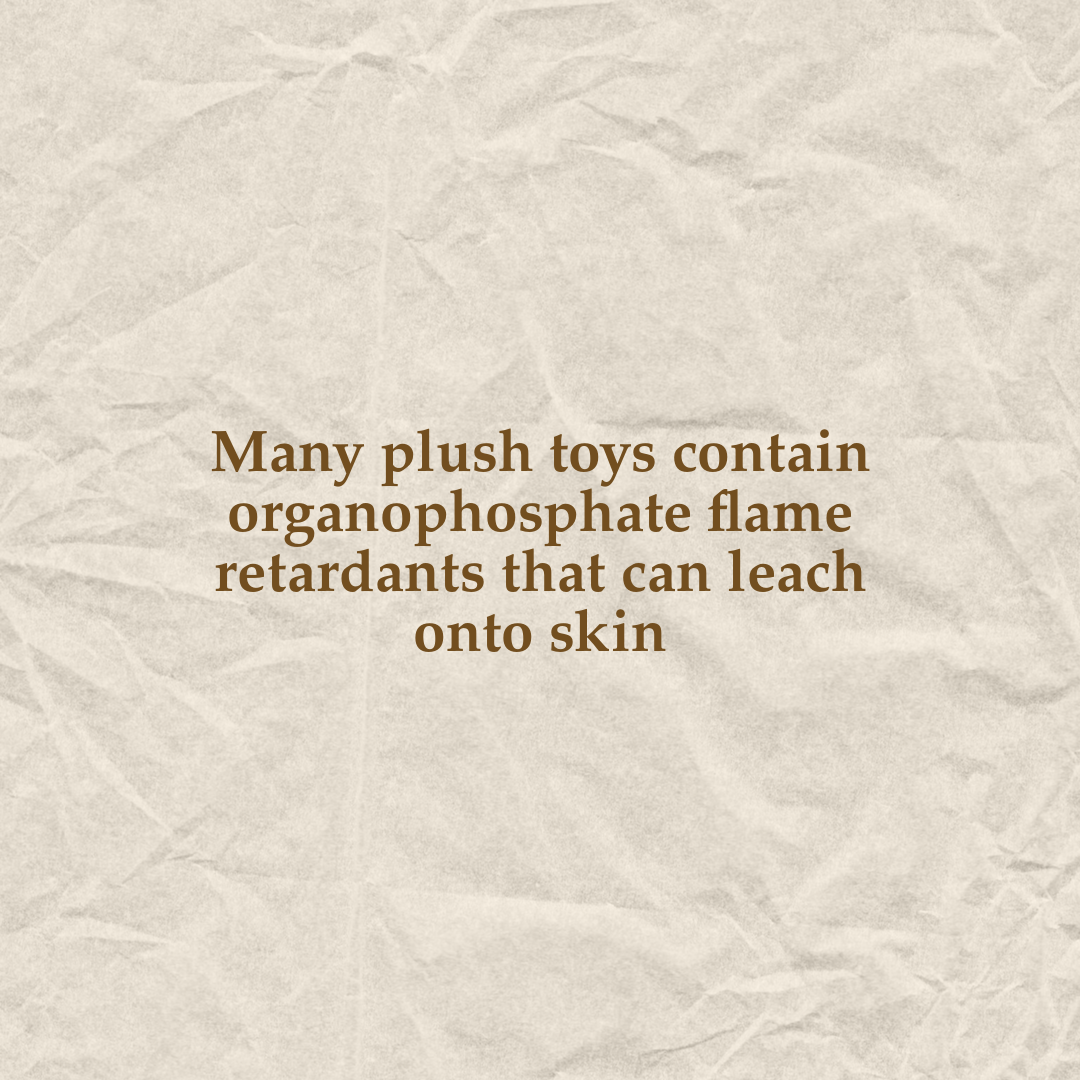 Many plush toys contain
organophosphate flame
retardants that can leach
onto skin